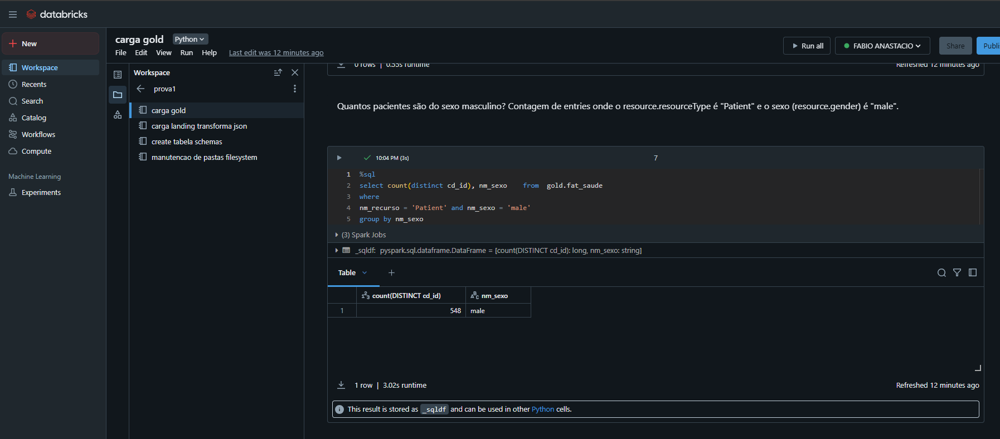 databricks
New
Workspace
Recents
Search
Catalog
Workflows
Compute
Machine Learning
Experiments
carga gold
Python
File Edit View Run Help Last edit was 12 minutes ago
Run all
FABIO ANASTACIO
Share
Publi
Workspace
prova1
carga gold
carga landing transforma json
create tabela schemas
manutencao de pastas filesystem
0 rows | 0.55s runtime
Refreshed 12 minutes ago
Quantos pacientes são do sexo masculino? Contagem de entries onde o resource.resourceType é "Patient" e o sexo (resource.gender) é "male".
10:04 PM (3s)
7
1 %sql
2 select count(distinct cd_id), nm_sexo from gold.fat_saude
3 where
4 nm_recurso = 'Patient' and nm_sexo = 'male'
5 group by nm_sexo
(3) Spark Jobs
_sqldf: pyspark.sql.dataframe.DataFrame = [count(DISTINCT cd_id): long, nm_sexo: string]
Table
123 count(DISTINCT cd_id) ABC nm_sexo
1 548 male
1 row | 3.02s runtime
Refreshed 12 minutes ago
This result is stored as _sqldf and can be used in other Python cells.